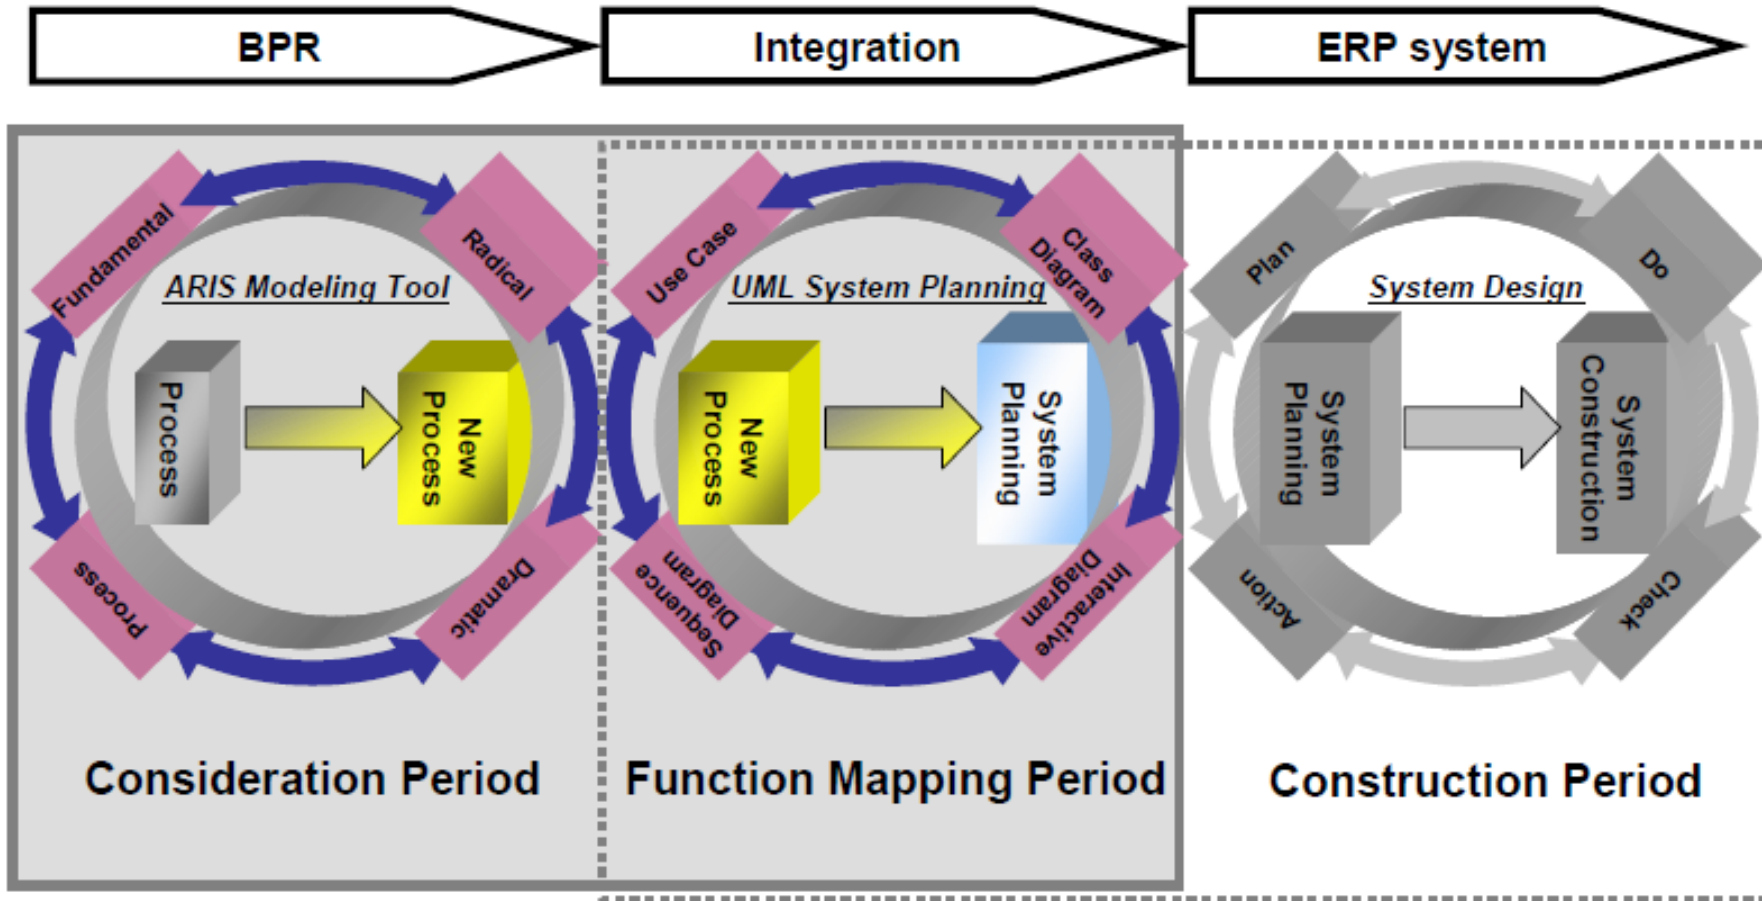 BPR
Integration
ERP system
Fundamental
Radical
ARIS Modeling Tool
Process
New
Process
Process
Dramatic
Consideration Period
Use Case
Class
Diagram
UML System Planning
New
Process
System
Planning
Sequence
Diagram
Interactive
Diagram
Function Mapping Period
Plan
Do
System Design
System
Planning
System
Construction
Action
Check
Construction Period